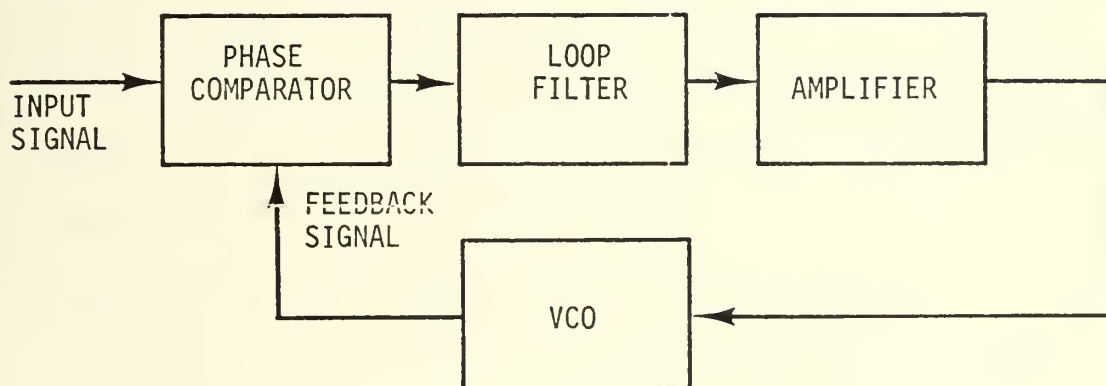 PHASE
COMPARATOR
LOOP
FILTER
AMPLIFIER
INPUT
SIGNAL
FEEDBACK
SIGNAL
VCO